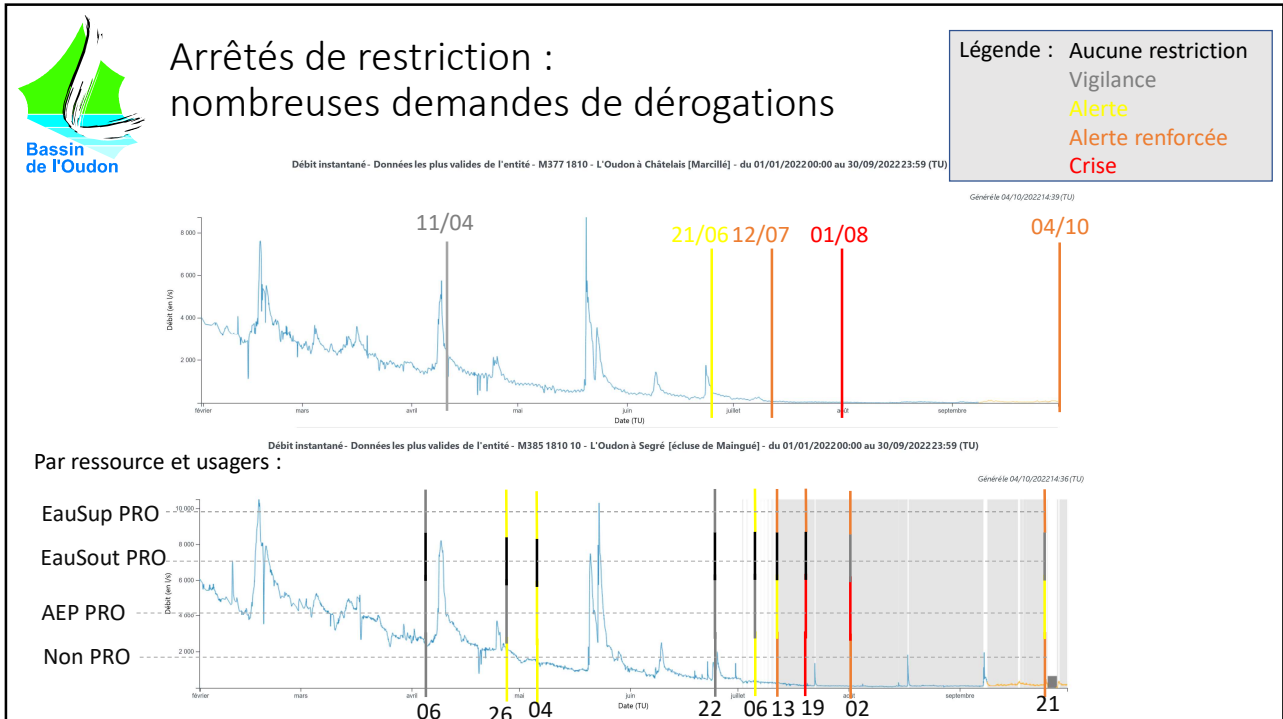 Bassin
de l'Oudon
Arrêtés de restriction :
nombreuses demandes de dérogations
Légende : Aucune restriction
Vigilance
Alerte
Alerte renforcée
Crise
Débit instantané - Données les plus valides de l'entité - M377 1810 - L'Oudon à Châtelais [Marcillé] - du 01/01/2022 00:00 au 30/09/2022 23:59 (TU)
Généré le 04/10/2022 14:39 (TU)
11/04 21/06 12/07 01/08 04/10
8 000
6 000
4 000
2 000
Débit (en l/s)
février mars avril mai juin juillet août septembre
Date (TU)
Débit instantané - Données les plus valides de l'entité - M385 1810 10 - L'Oudon à Segré [écluse de Maingué] - du 01/01/2022 00:00 au 30/09/2022 23:59 (TU)
Par ressource et usagers :
Généré le 04/10/2022 14:36 (TU)
EauSup PRO
EauSout PRO
AEP PRO
Non PRO
10 000
8 000
6 000
4 000
2 000
Débit (en l/s)
février mars avril mai juin juillet août septembre
Date (TU)
06 26 04 22 06 13 19 02 21